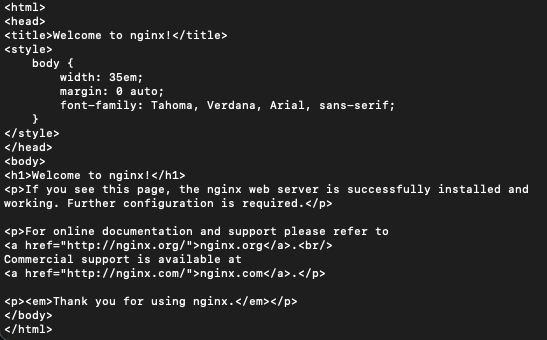 <html>
<head>
<title>Welcome to nginx!</title>
<style>
    body {
        width: 35em;
        margin: 0 auto;
        font-family: Tahoma, Verdana, Arial, sans-serif;
    }
</style>
</head>
<body>
<h1>Welcome to nginx!</h1>
<p>If you see this page, the nginx web server is successfully installed and
working. Further configuration is required.</p>

<p>For online documentation and support please refer to
<a href="http://nginx.org/">nginx.org</a>.<br/>
Commercial support is available at
<a href="http://nginx.com/">nginx.com</a>.</p>

<p><em>Thank you for using nginx.</em></p>
</body>
</html>